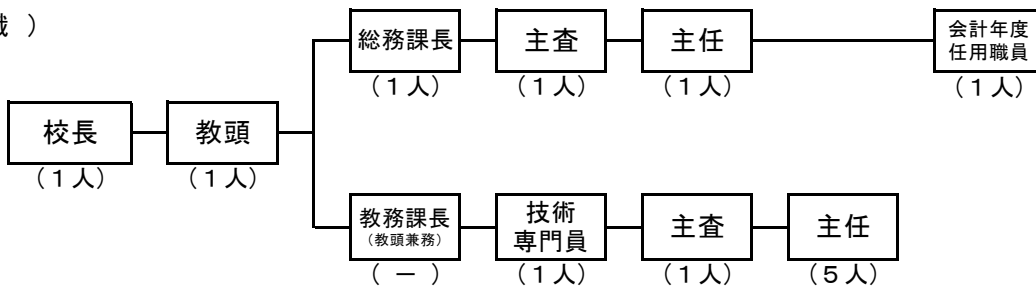 ）
総務課長
主査
主任
会計年度
任用職員
（１人）
（１人）
（１人）
（１人）
校長
教頭
（１人）
（１人）
教務課長
（教頭兼務）
技術
専門員
主査
主任
（ － ）
（１人）
（１人）
（５人）